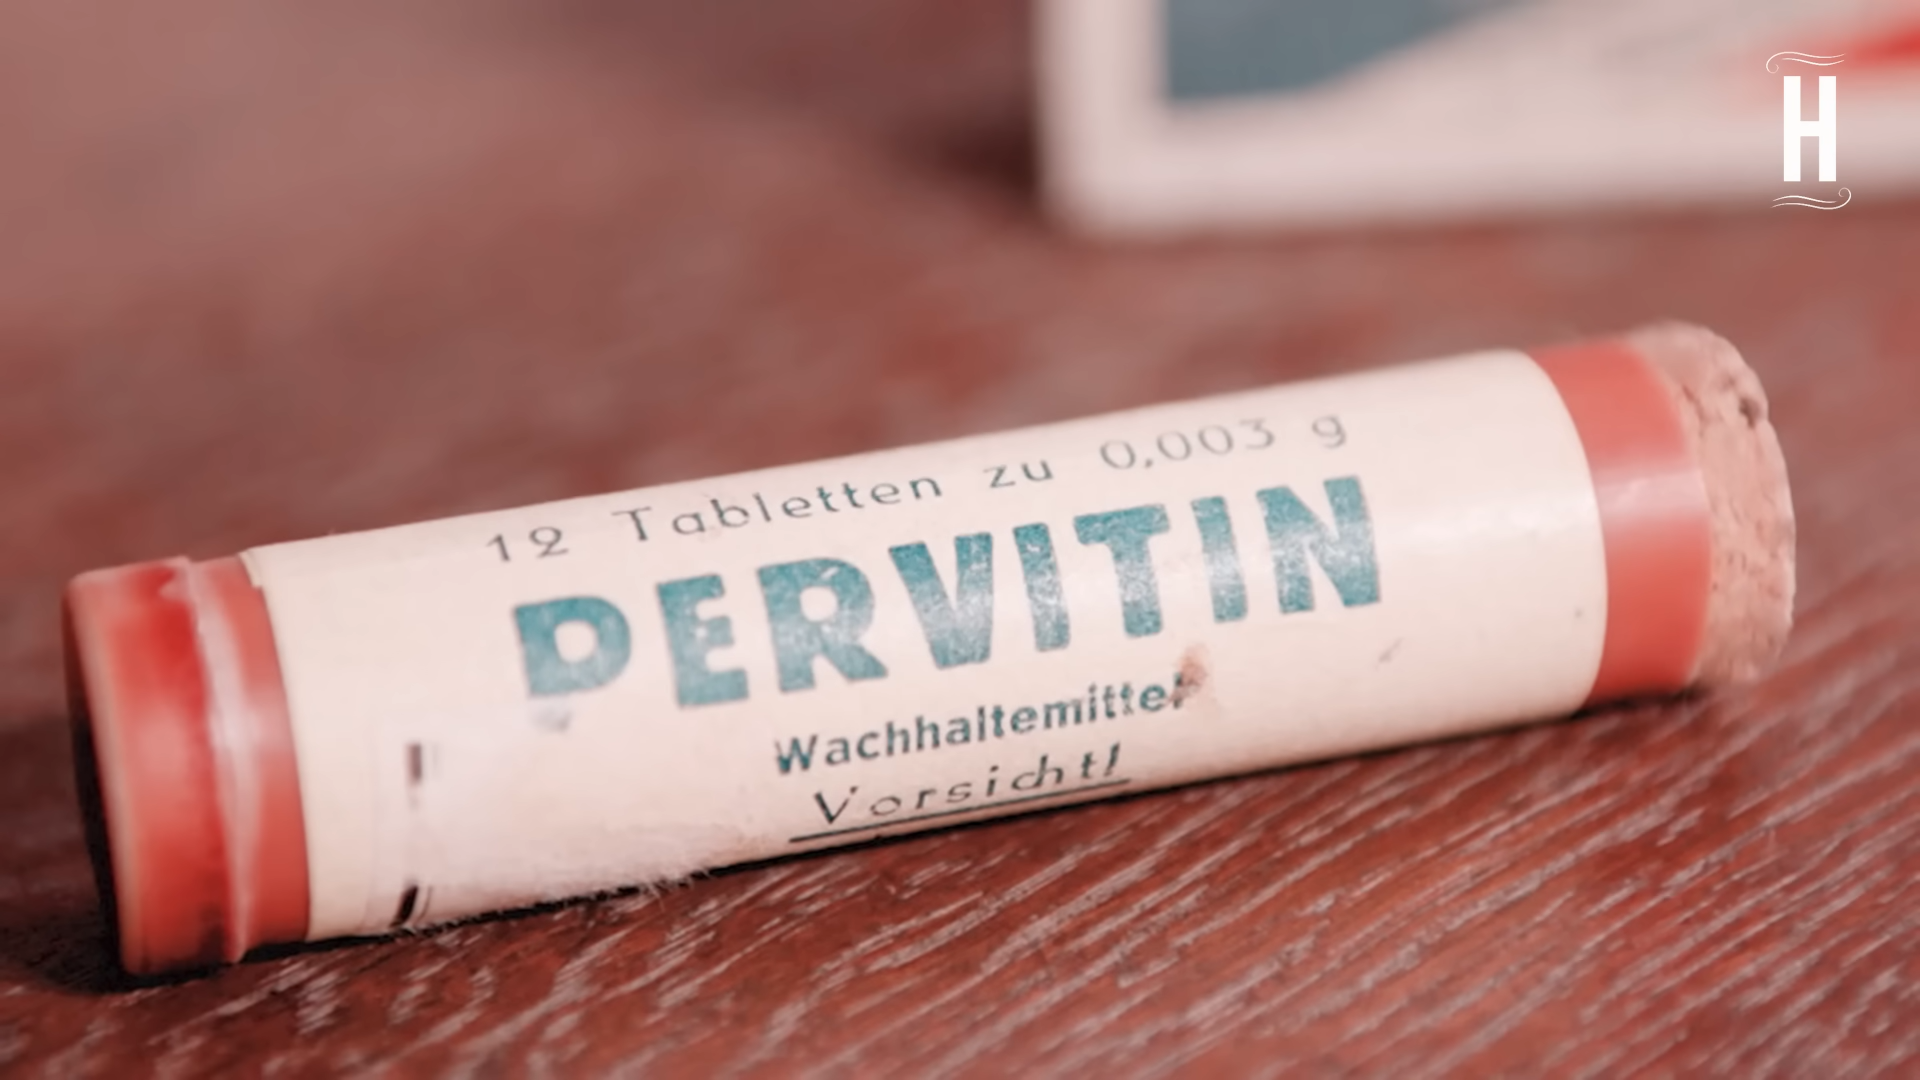 H
12 Tabletten zu 0,003 g
PERVITIN
Wachhaltemittel
Vorsicht!